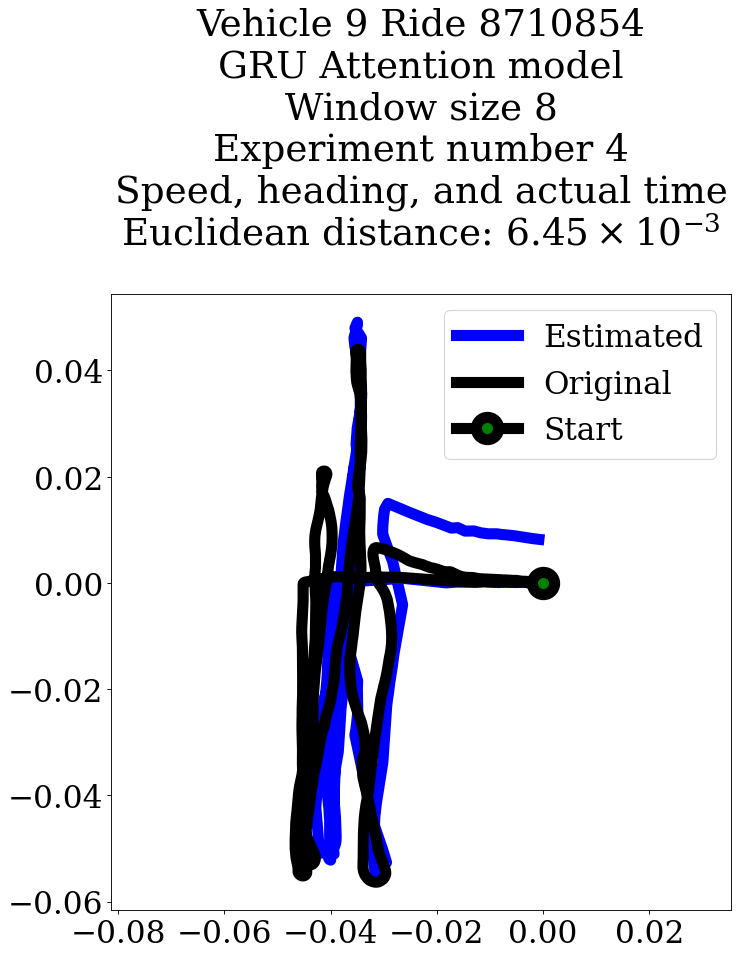 Vehicle 9 Ride 8710854
GRU Attention model
Window size 8
Experiment number 4
Speed, heading, and actual time
Euclidean distance: 6.45 × 10⁻³
Estimated
Original
Start
0.04
0.02
0.00
−0.02
−0.04
−0.06
−0.08 −0.06 −0.04 −0.02 0.00 0.02